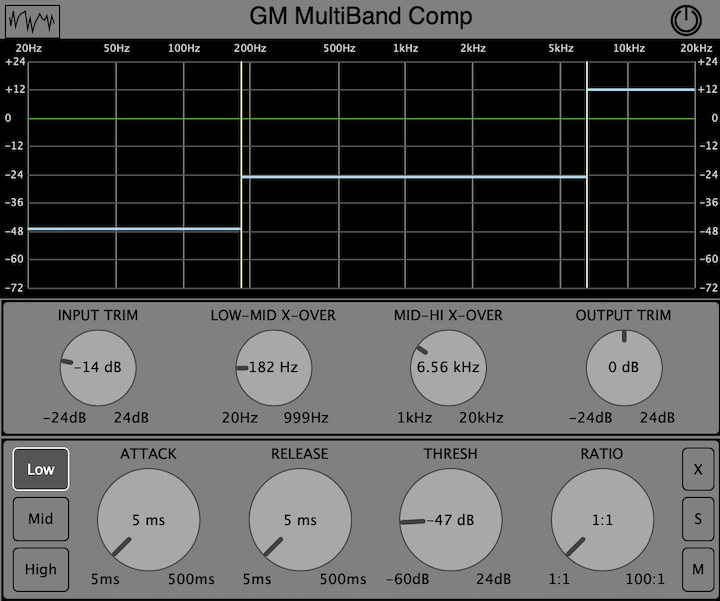 GM MultiBand Comp
20Hz 50Hz 100Hz 200Hz 500Hz 1kHz 2kHz 5kHz 10kHz 20kHz
+24 +24
+12 +12
0 0
-12 -12
-24 -24
-36 -36
-48 -48
-60 -60
-72 -72
INPUT TRIM LOW-MID X-OVER MID-HI X-OVER OUTPUT TRIM
-14 dB 182 Hz 6.56 kHz 0 dB
-24dB 24dB 20Hz 999Hz 1kHz 20kHz -24dB 24dB
ATTACK RELEASE THRESH RATIO
Low X
5 ms 5 ms -47 dB 1:1
Mid S
High M
5ms 500ms 5ms 500ms -60dB 24dB 1:1 100:1